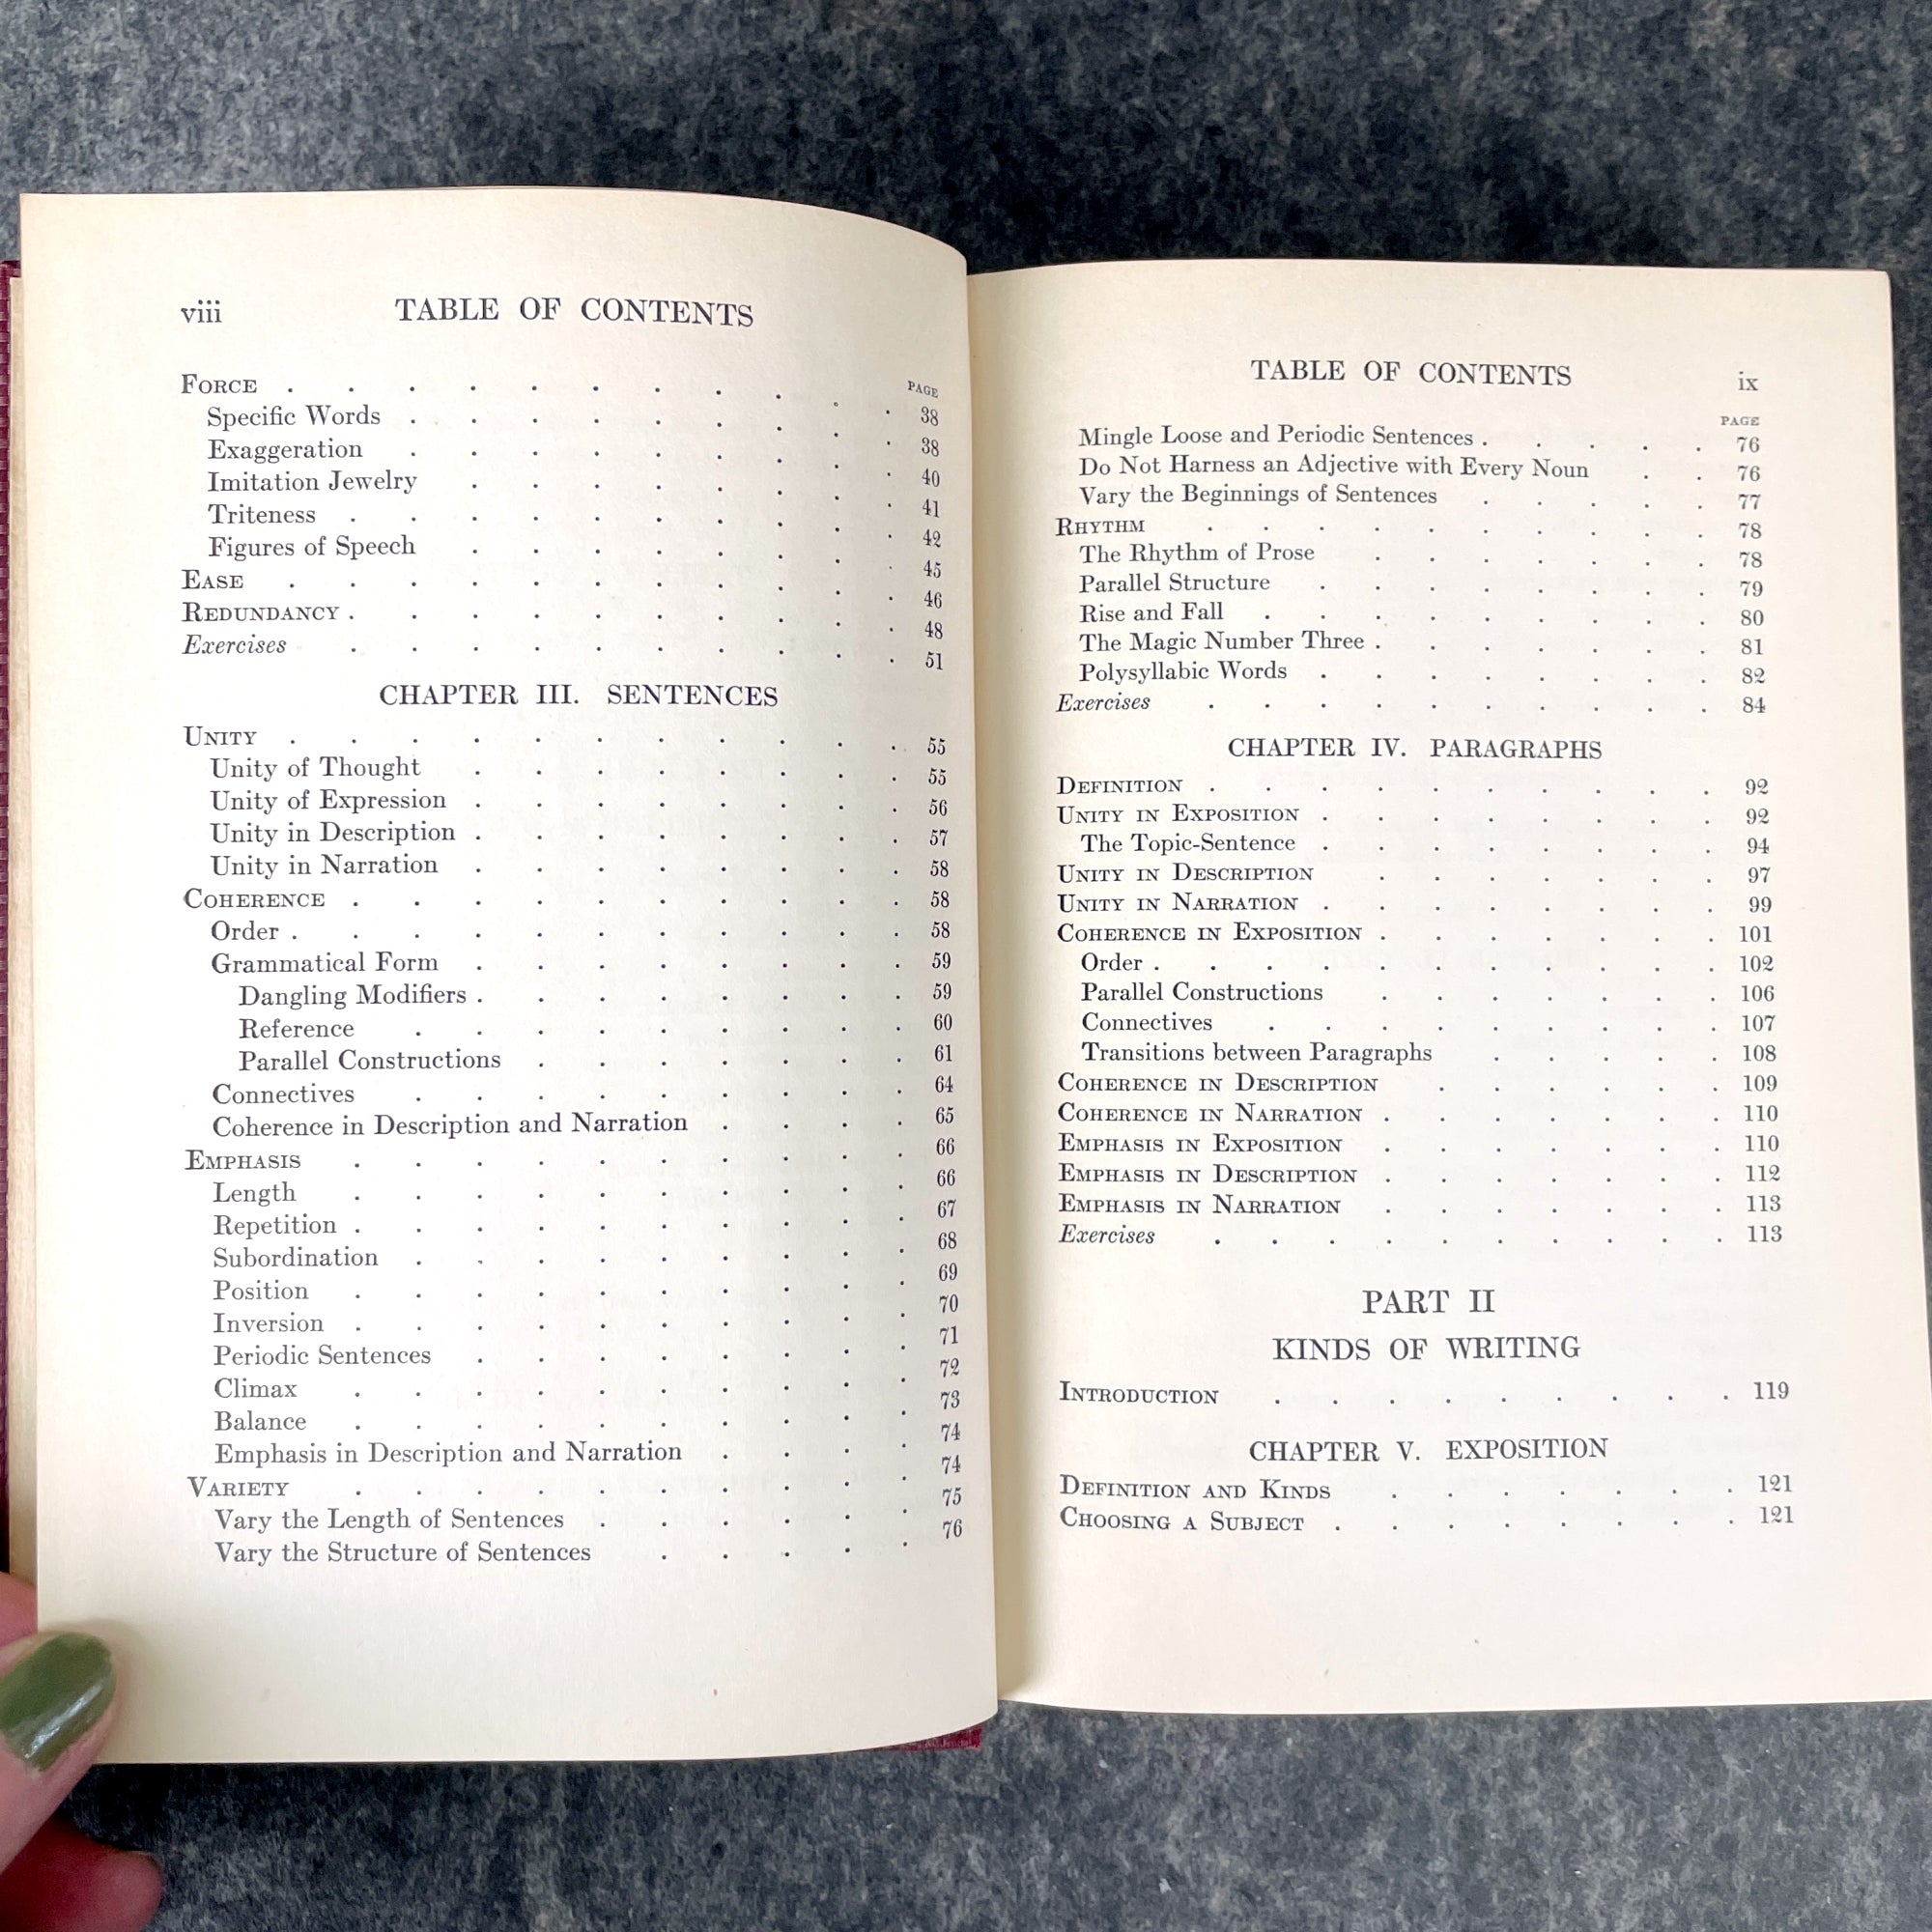 viii TABLE OF CONTENTS
PAGE
FORCE . . . . . . . . . . . 38
Specific Words . . . . . . . . . 38
Exaggeration . . . . . . . . . 40
Imitation Jewelry . . . . . . . . 41
Triteness . . . . . . . . . . 42
Figures of Speech . . . . . . . . 45
EASE . . . . . . . . . . . 46
REDUNDANCY . . . . . . . . . . 48
Exercises . . . . . . . . . . 51
CHAPTER III. SENTENCES
UNITY . . . . . . . . . . . 55
Unity of Thought . . . . . . . . 55
Unity of Expression . . . . . . . . 56
Unity in Description . . . . . . . . 57
Unity in Narration . . . . . . . . 58
COHERENCE . . . . . . . . . . 58
Order . . . . . . . . . . . 58
Grammatical Form . . . . . . . . 59
Dangling Modifiers . . . . . . . . 59
Reference . . . . . . . . . 60
Parallel Constructions . . . . . . . 61
Connectives . . . . . . . . . 64
Coherence in Description and Narration . . . . 65
EMPHASIS . . . . . . . . . . 66
Length . . . . . . . . . . 66
Repetition . . . . . . . . . . 67
Subordination . . . . . . . . . 68
Position . . . . . . . . . . 69
Inversion . . . . . . . . . . 70
Periodic Sentences . . . . . . . . 71
Climax . . . . . . . . . . 72
Balance . . . . . . . . . . 73
Emphasis in Description and Narration . . . . 74
VARIETY . . . . . . . . . . 74
Vary the Length of Sentences . . . . . . 75
Vary the Structure of Sentences . . . . . 76
TABLE OF CONTENTS ix
PAGE
Mingle Loose and Periodic Sentences . . . . . 76
Do Not Harness an Adjective with Every Noun . . 76
Vary the Beginnings of Sentences . . . . . 77
RHYTHM . . . . . . . . . . 78
The Rhythm of Prose . . . . . . . 78
Parallel Structure . . . . . . . . 79
Rise and Fall . . . . . . . . . 80
The Magic Number Three . . . . . . . 81
Polysyllabic Words . . . . . . . . 82
Exercises . . . . . . . . . . 84
CHAPTER IV. PARAGRAPHS
DEFINITION . . . . . . . . . . 92
UNITY IN EXPOSITION . . . . . . . . 92
The Topic-Sentence . . . . . . . . 94
UNITY IN DESCRIPTION . . . . . . . 97
UNITY IN NARRATION . . . . . . . . 99
COHERENCE IN EXPOSITION . . . . . . . 101
Order . . . . . . . . . . . 102
Parallel Constructions . . . . . . . 106
Connectives . . . . . . . . . 107
Transitions between Paragraphs . . . . . 108
COHERENCE IN DESCRIPTION . . . . . . 109
COHERENCE IN NARRATION . . . . . . . 110
EMPHASIS IN EXPOSITION . . . . . . . 110
EMPHASIS IN DESCRIPTION . . . . . . . 112
EMPHASIS IN NARRATION . . . . . . . 113
Exercises . . . . . . . . . . 113
PART II
KINDS OF WRITING
INTRODUCTION . . . . . . . . . 119
CHAPTER V. EXPOSITION
DEFINITION AND KINDS . . . . . . . 121
CHOOSING A SUBJECT . . . . . . . . 121